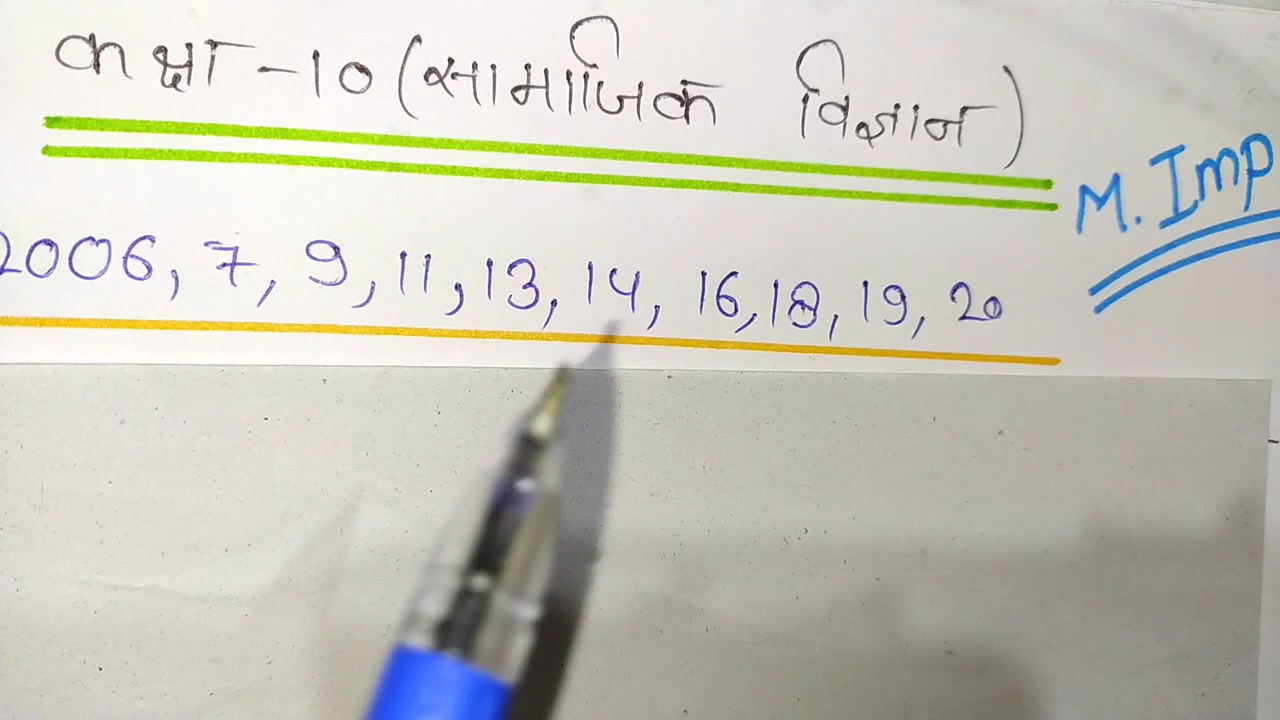 कक्षा -10 (सामाजिक विज्ञान)
M. Imp
2006, 7, 9, 11, 13, 14, 16, 18, 19, 20